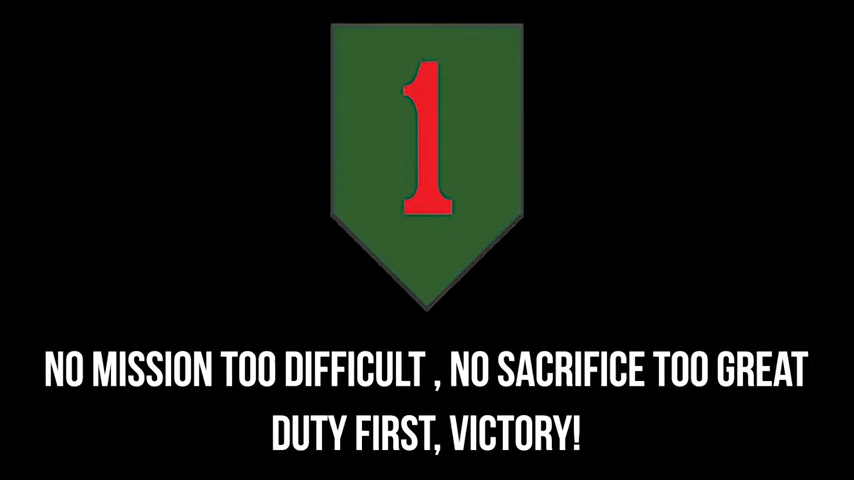 1
NO MISSION TOO DIFFICULT , NO SACRIFICE TOO GREAT
DUTY FIRST, VICTORY!